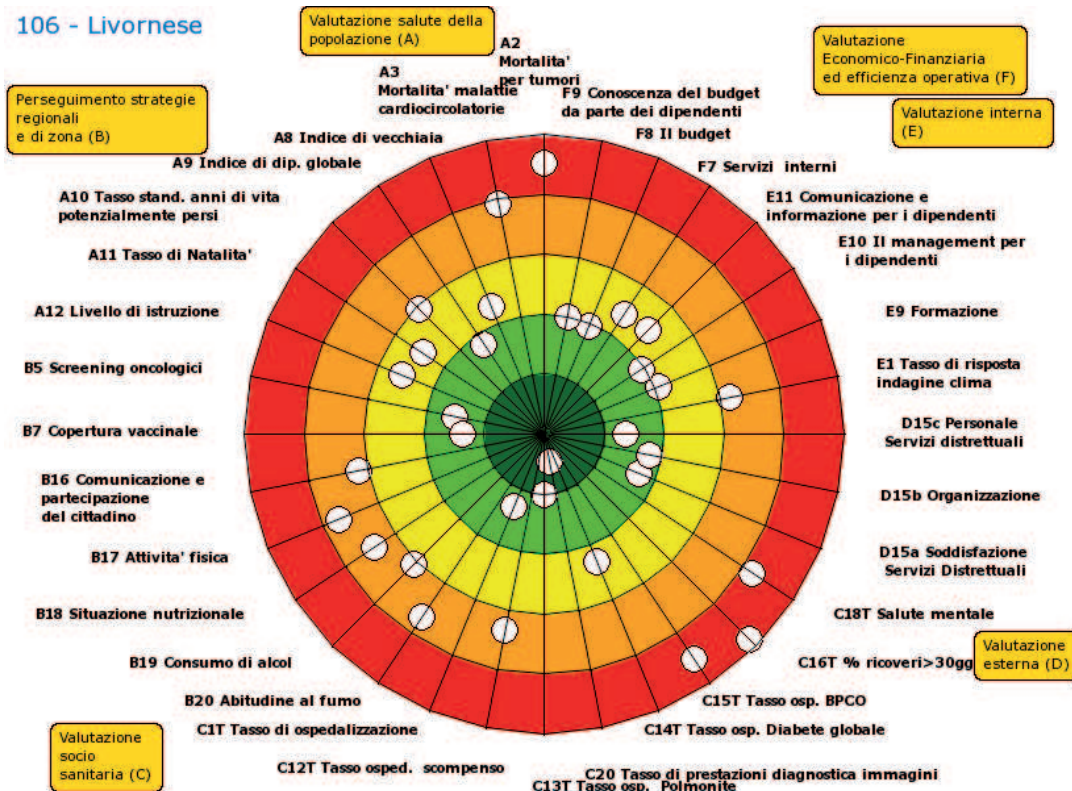 106 - Livornese
Valutazione salute della
popolazione (A)
Valutazione
Economico-Finanziaria
ed efficienza operativa (F)
Valutazione interna
(E)
Perseguimento strategie
regionali
e di zona (B)
A2
Mortalita'
per tumori
A3
Mortalita' malattie
cardiocircolatorie
F9 Conoscenza del budget
da parte dei dipendenti
F8 Il budget
A8 Indice di vecchiaia
F7 Servizi interni
A9 Indice di dip. globale
E11 Comunicazione e
informazione per i dipendenti
A10 Tasso stand. anni di vita
potenzialmente persi
E10 Il management per
i dipendenti
A11 Tasso di Natalita'
A12 Livello di istruzione
E9 Formazione
B5 Screening oncologici
E1 Tasso di risposta
indagine clima
B7 Copertura vaccinale
D15c Personale
Servizi distrettuali
B16 Comunicazione e
partecipazione
del cittadino
D15b Organizzazione
B17 Attivita' fisica
D15a Soddisfazione
Servizi Distrettuali
B18 Situazione nutrizionale
C18T Salute mentale
B19 Consumo di alcol
C16T % ricoveri>30gg
Valutazione
esterna (D)
B20 Abitudine al fumo
C15T Tasso osp. BPCO
C1T Tasso di ospedalizzazione
C14T Tasso osp. Diabete globale
Valutazione
socio
sanitaria (C)
C12T Tasso osped. scompenso
C20 Tasso di prestazioni diagnostica immagini
C13T Tasso osp. Polmonite